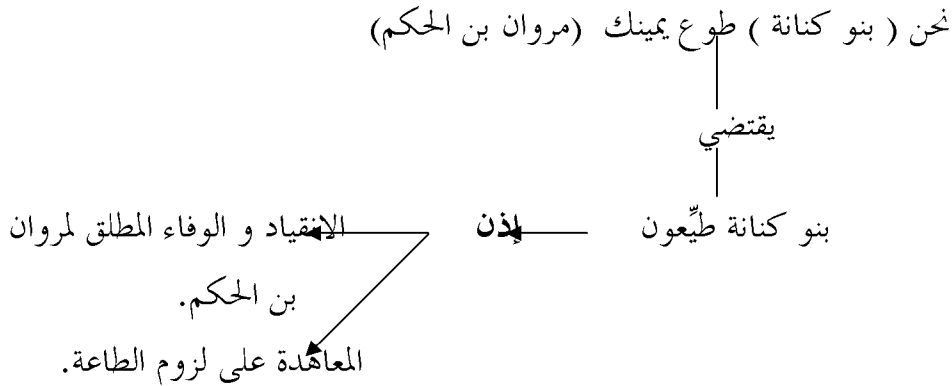 نحن ( بنو كنانة ) طوع يمينك (مروان بن الحكم)
يقتضي
بنو كنانة طيِّعون إذن الانقياد و الوفاء المطلق لمروان
بن الحكم.
المعاهدة على لزوم الطاعة.